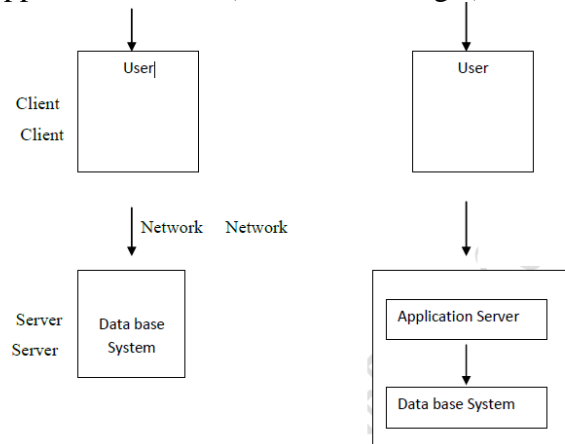 User
User
Client
Client
Network Network
Application Server
Server
Data base
Server
System
Data base System